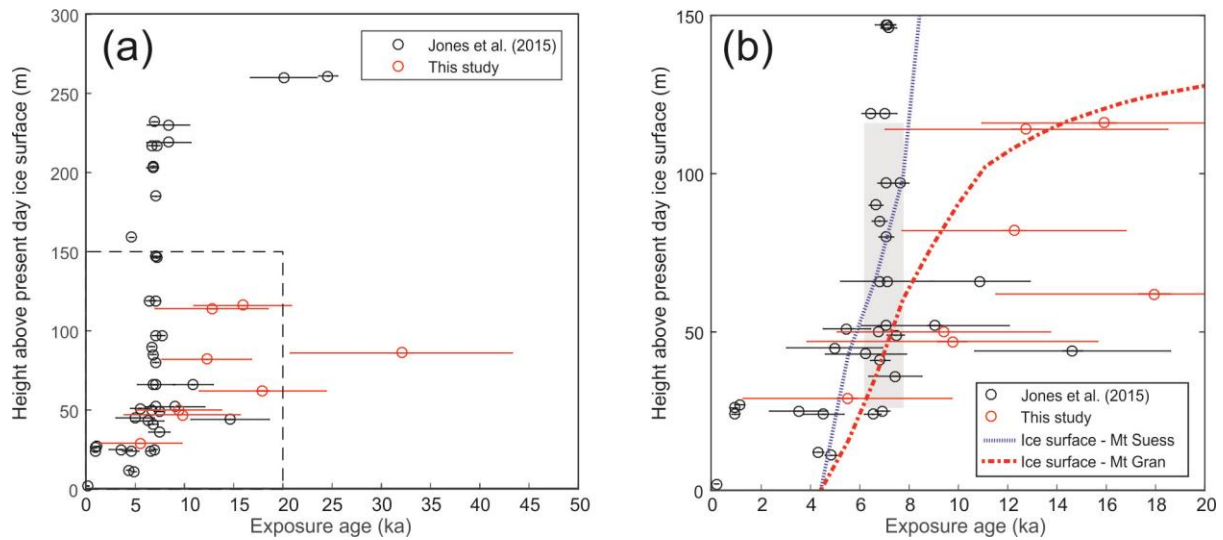 (a)
Jones et al. (2015)
This study
Height above present day ice surface (m)
300
250
200
150
100
50
0
0 5 10 15 20 25 30 35 40 45 50
Exposure age (ka)
(b)
Height above present day ice surface (m)
150
100
50
0
Jones et al. (2015)
This study
Ice surface - Mt Suess
Ice surface - Mt Gran
0 2 4 6 8 10 12 14 16 18 20
Exposure age (ka)